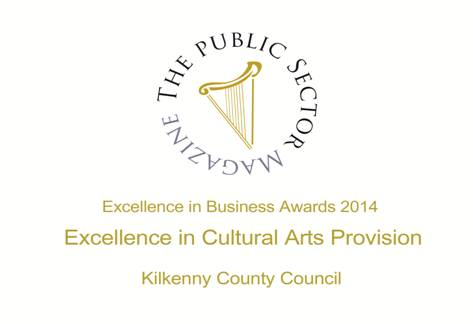 THE PUBLIC SECTOR MAGAZINE
Excellence in Business Awards 2014
Excellence in Cultural Arts Provision
Kilkenny County Council